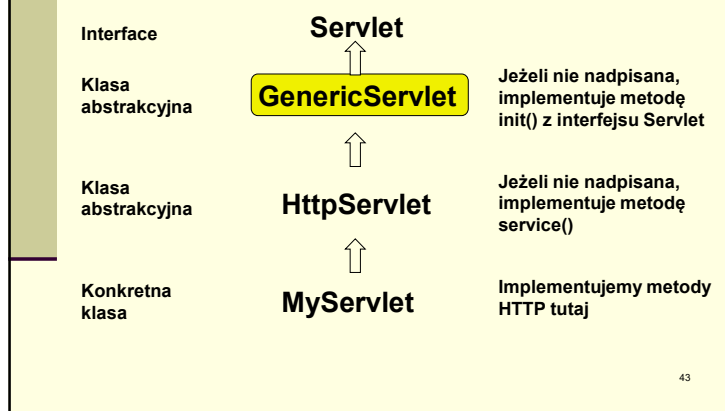 Interface
Servlet
Klasa
abstrakcyjna
GenericServlet
Jeżeli nie nadpisana,
implementuje metodę
init() z interfejsu Servlet
Klasa
abstrakcyjna
HttpServlet
Jeżeli nie nadpisana,
implementuje metodę
service()
Konkretna
klasa
MyServlet
Implementujemy metody
HTTP tutaj
43